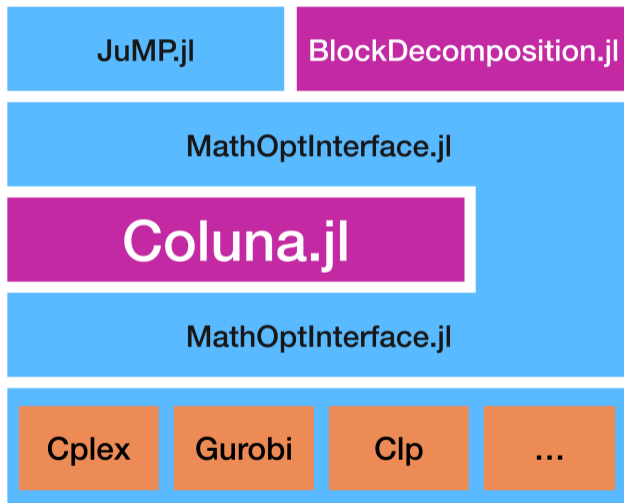 JuMP.jl
BlockDecomposition.jl
MathOptInterface.jl
Coluna.jl
MathOptInterface.jl
Cplex
Gurobi
Clp
...